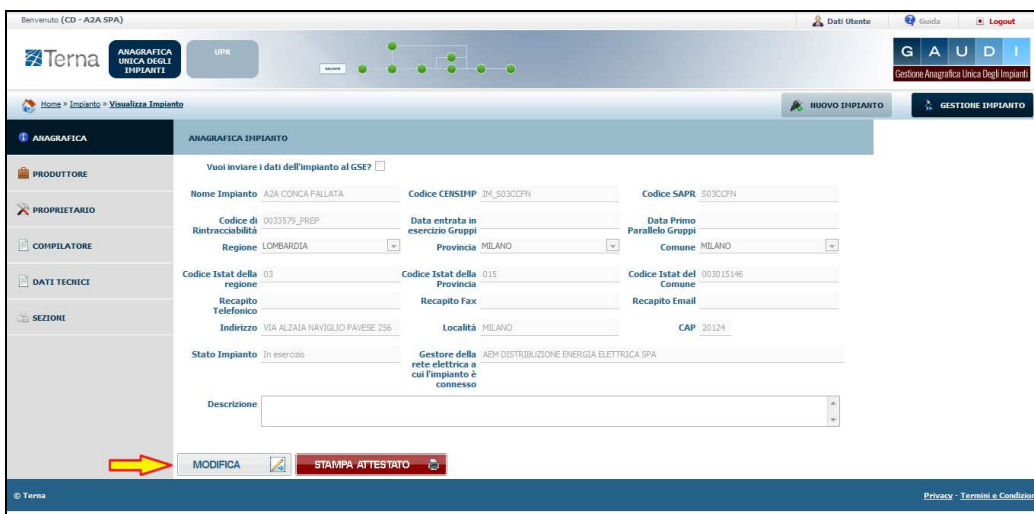 Benvenuto (CD - A2A SPA) Dati Utente Guida Logout
Terna ANAGRAFICA UNICA DEGLI IMPIANTI UPR GAUDI
Gestione Anagrafica Unica Degli Impianti
Home » Impianto » Visualizza Impianto NUOVO IMPIANTO GESTIONE IMPIANTO
ANAGRAFICA
PRODUTTORE
PROPRIETARIO
COMPILATORE
DATI TECNICI
SEZIONI
ANAGRAFICA IMPIANTO
Vuoi inviare i dati dell'impianto al GSE?
Nome Impianto A2A CONCA FALLATA Codice CENSIMP IM_S03CCFN Codice SAPR S03CCFN
Codice di Rintracciabilità 0033579_PREP Data entrata in esercizio Gruppi Data Primo Parallelo Gruppi
Regione LOMBARDIA Provincia MILANO Comune MILANO
Codice Istat della regione 03 Codice Istat della Provincia 015 Codice Istat del Comune 003015146
Recapito Telefonico Recapito Fax Recapito Email
Indirizzo VIA ALZAIA NAVIGLIO PAVESE 256 Località MILANO CAP 20124
Stato Impianto In esercizio Gestore della rete elettrica a cui l'impianto è connesso AEM DISTRIBUZIONE ENERGIA ELETTRICA SPA
Descrizione
MODIFICA STAMPA ATTESTATO
© Terna Privacy - Termini e Condizion